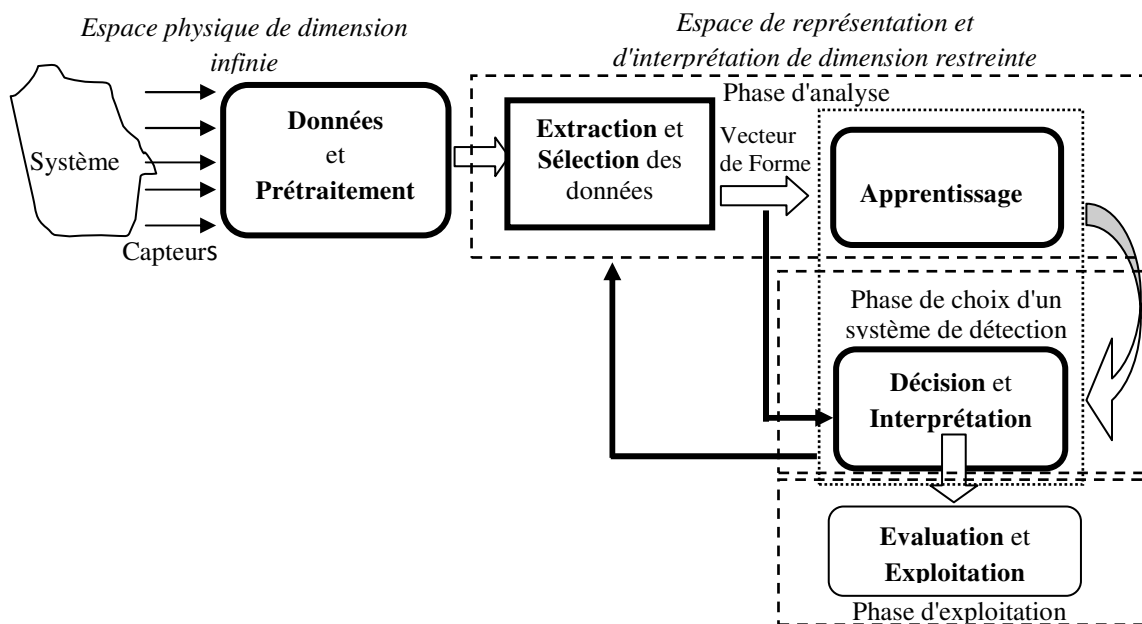 Espace physique de dimension
infinie
Espace de représentation et
d'interprétation de dimension restreinte
Système
Capteurs
Données
et
Prétraitement
Phase d'analyse
Extraction et
Sélection des
données
Vecteur
de Forme
Apprentissage
Phase de choix d'un
système de détection
Décision et
Interprétation
Evaluation et
Exploitation
Phase d'exploitation